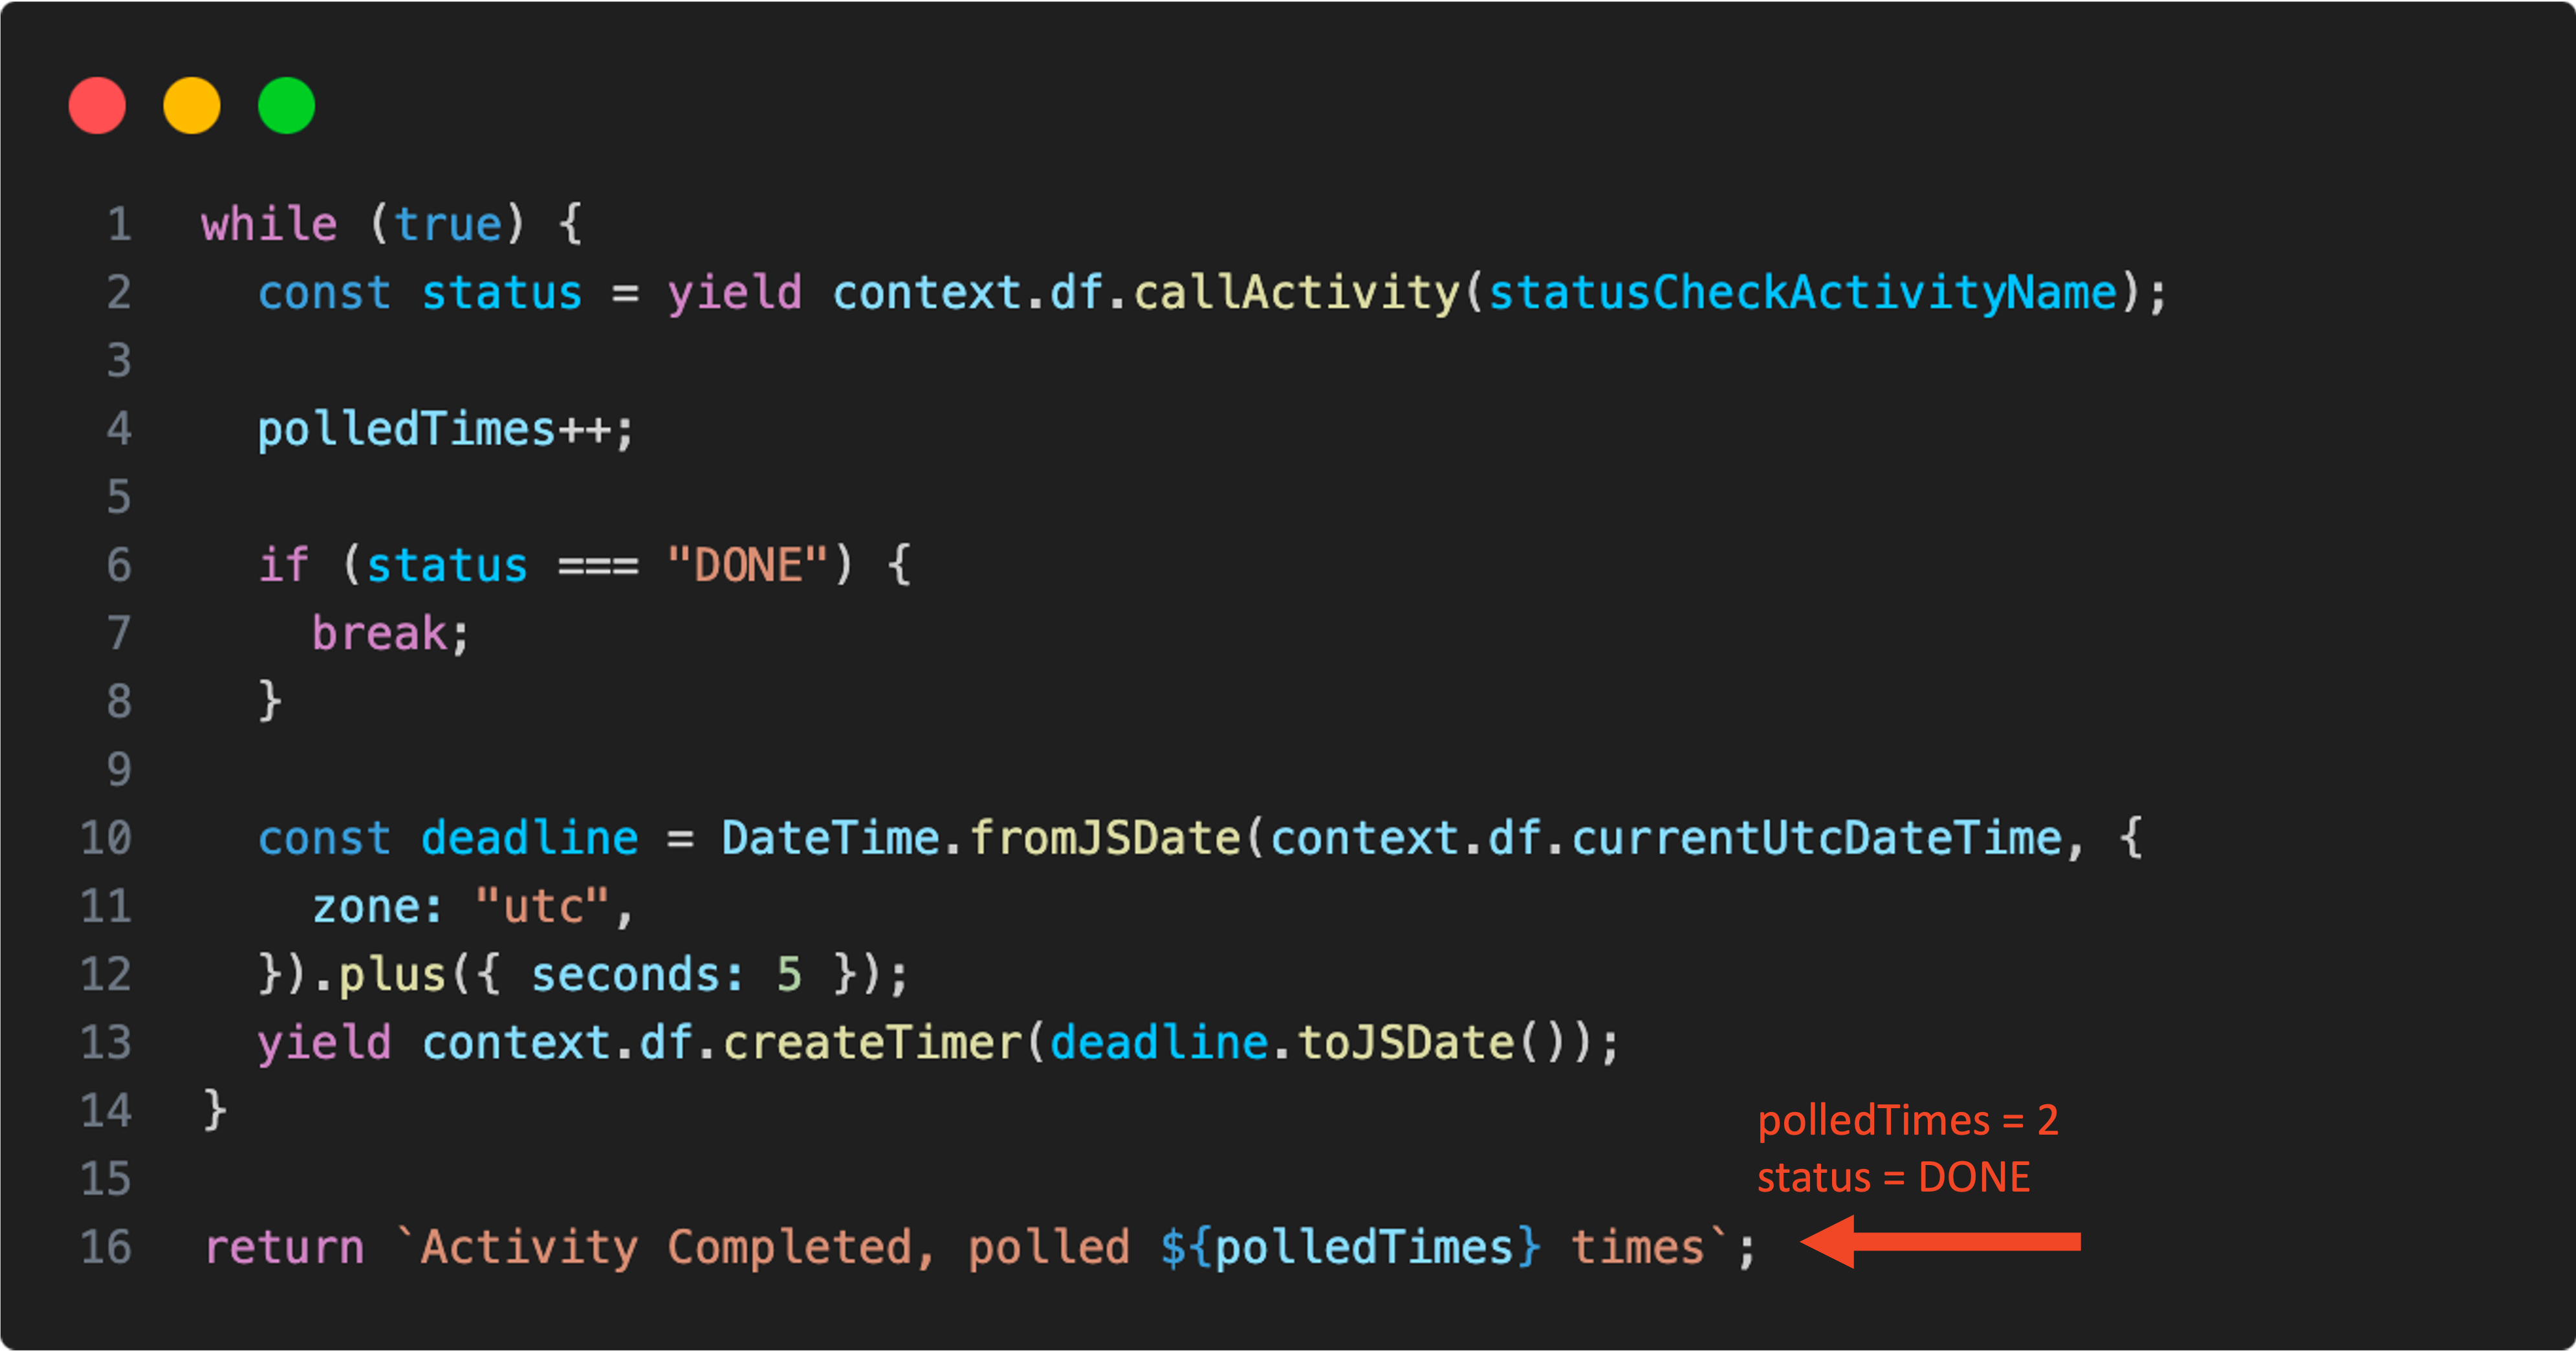 1 while (true) {
2 const status = yield context.df.callActivity(statusCheckActivityName);
3
4 polledTimes++;
5
6 if (status === "DONE") {
7 break;
8 }
9
10 const deadline = DateTime.fromJSDate(context.df.currentUtcDateTime, {
11 zone: "utc",
12 }).plus({ seconds: 5 });
13 yield context.df.createTimer(deadline.toJSDate());
14 }
polledTimes = 2
15
status = DONE
16 return `Activity Completed, polled ${polledTimes} times`;